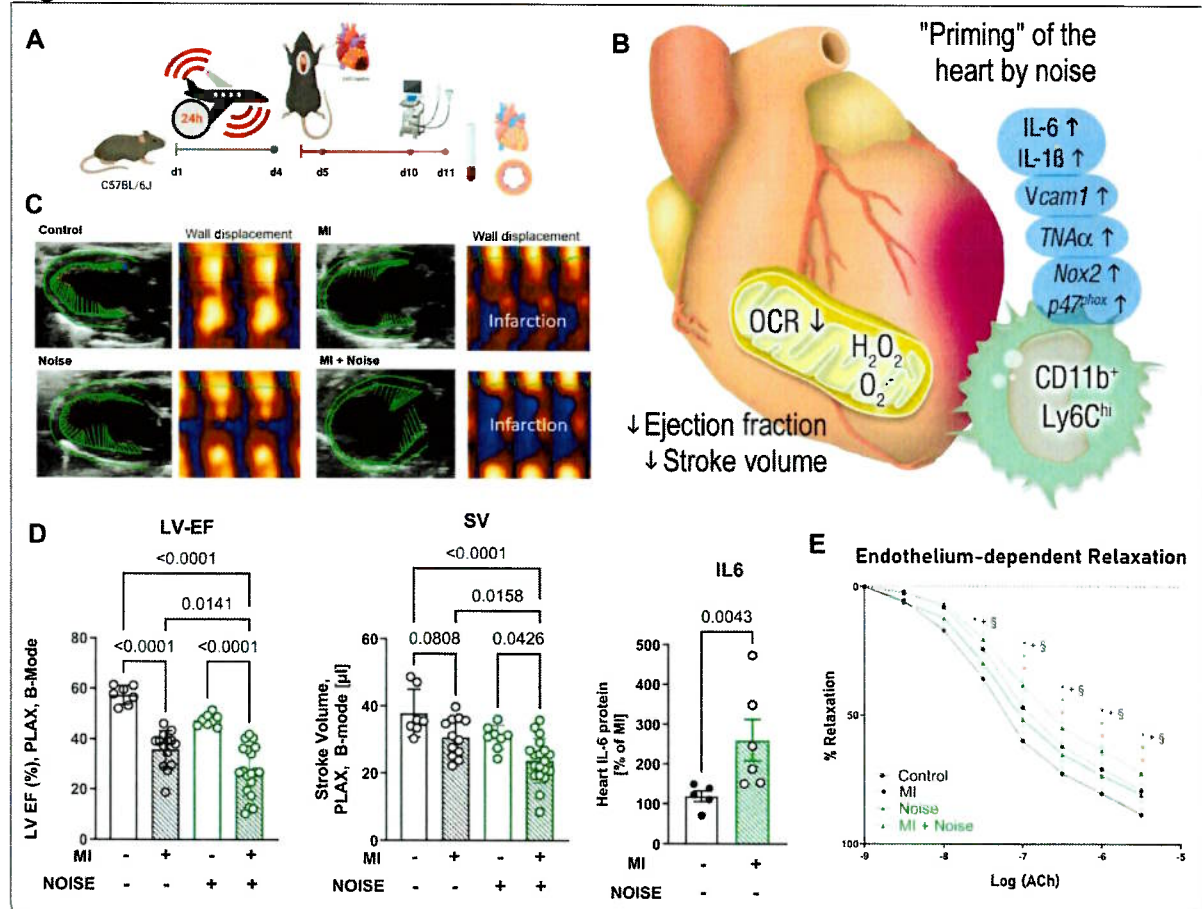 A
24h
C57BL/6J
d1
d4
d5
d10
d11
B
"Priming" of the
heart by noise
IL-6 ↑
IL-1ß ↑
Vcam1 ↑
TNAα ↑
Nox2 ↑
p47phox ↑
OCR ↓
H2O2
O2
CD11b+
Ly6Chi
↓ Ejection fraction
↓ Stroke volume
C
Control
Wall displacement
MI
Wall displacement
Infarction
Noise
MI + Noise
Infarction
D
LV-EF
<0.0001
0.0141
<0.0001
<0.0001
LV EF (%), PLAX, B-Mode
80
60
40
20
0
MI - + - +
NOISE - - + +
SV
<0.0001
0.0158
0.0808
0.0426
Stroke Volume,
PLAX, B-mode [µl]
60
40
20
0
- + - +
- - + +
IL6
0.0043
Heart IL-6 protein
[% of MI]
500
400
300
200
100
0
MI - +
NOISE - -
E
Endothelium-dependent Relaxation
% Relaxation
0
50
100
* + §
* + §
* + §
* + §
* + §
Control
MI
Noise
MI + Noise
-9 -8 -7 -6 -5
Log (ACh)